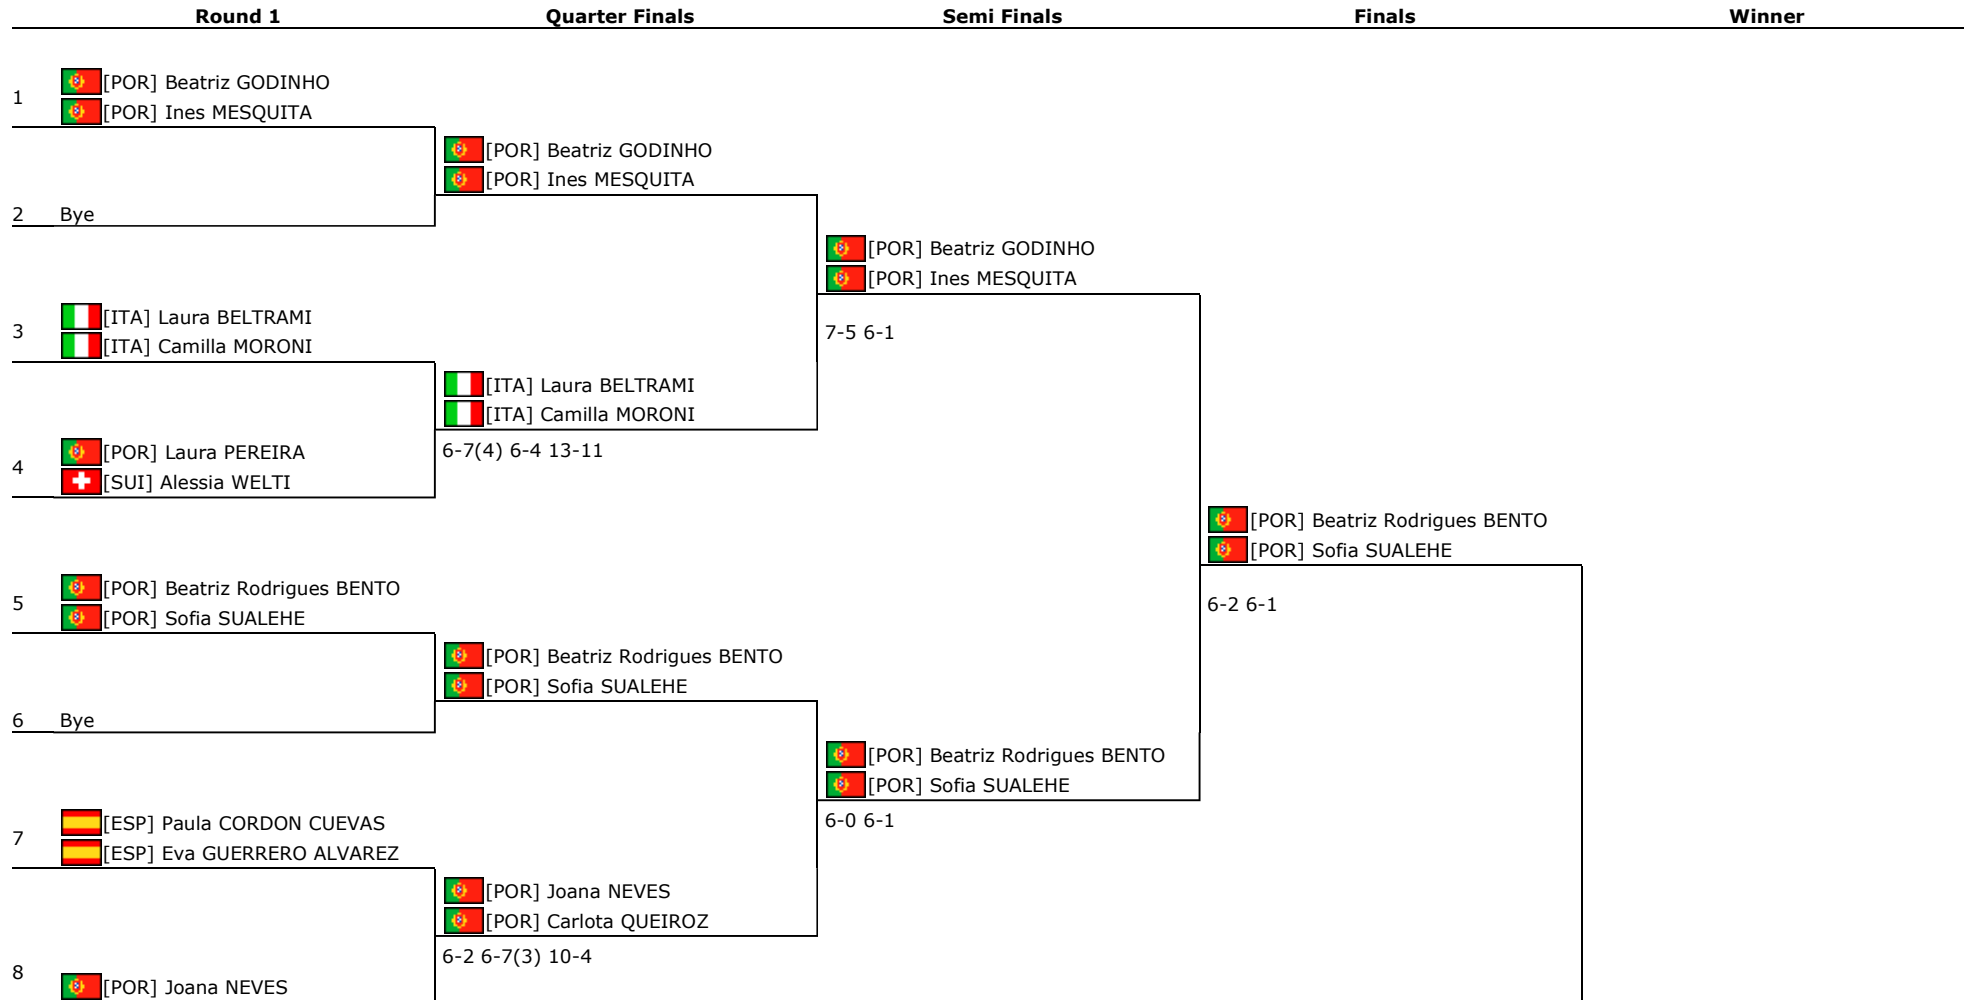 Round 1 Quarter Finals Semi Finals Finals Winner
1
[POR] Beatriz GODINHO
[POR] Ines MESQUITA
[POR] Beatriz GODINHO
[POR] Ines MESQUITA
2 Bye
[POR] Beatriz GODINHO
[POR] Ines MESQUITA
3
[ITA] Laura BELTRAMI
[ITA] Camilla MORONI
7-5 6-1
[ITA] Laura BELTRAMI
[ITA] Camilla MORONI
6-7(4) 6-4 13-11
4
[POR] Laura PEREIRA
[SUI] Alessia WELTI
[POR] Beatriz Rodrigues BENTO
[POR] Sofia SUALEHE
6-2 6-1
5
[POR] Beatriz Rodrigues BENTO
[POR] Sofia SUALEHE
[POR] Beatriz Rodrigues BENTO
[POR] Sofia SUALEHE
6 Bye
[POR] Beatriz Rodrigues BENTO
[POR] Sofia SUALEHE
6-0 6-1
7
[ESP] Paula CORDON CUEVAS
[ESP] Eva GUERRERO ALVAREZ
[POR] Joana NEVES
[POR] Carlota QUEIROZ
6-2 6-7(3) 10-4
8
[POR] Joana NEVES